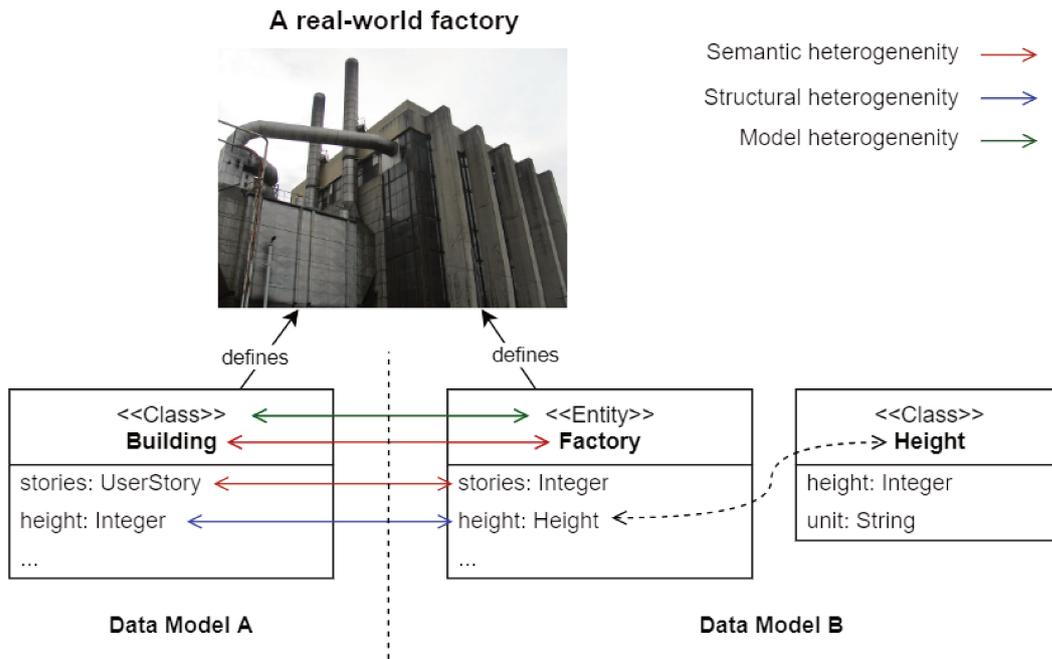 A real-world factory
Semantic heterogenenity
Structural heterogenenity
Model heterogenenity
defines
defines
<<Class>>
Building
stories: UserStory
height: Integer
...
<<Entity>>
Factory
stories: Integer
height: Height
...
<<Class>>
Height
height: Integer
unit: String
Data Model A
Data Model B